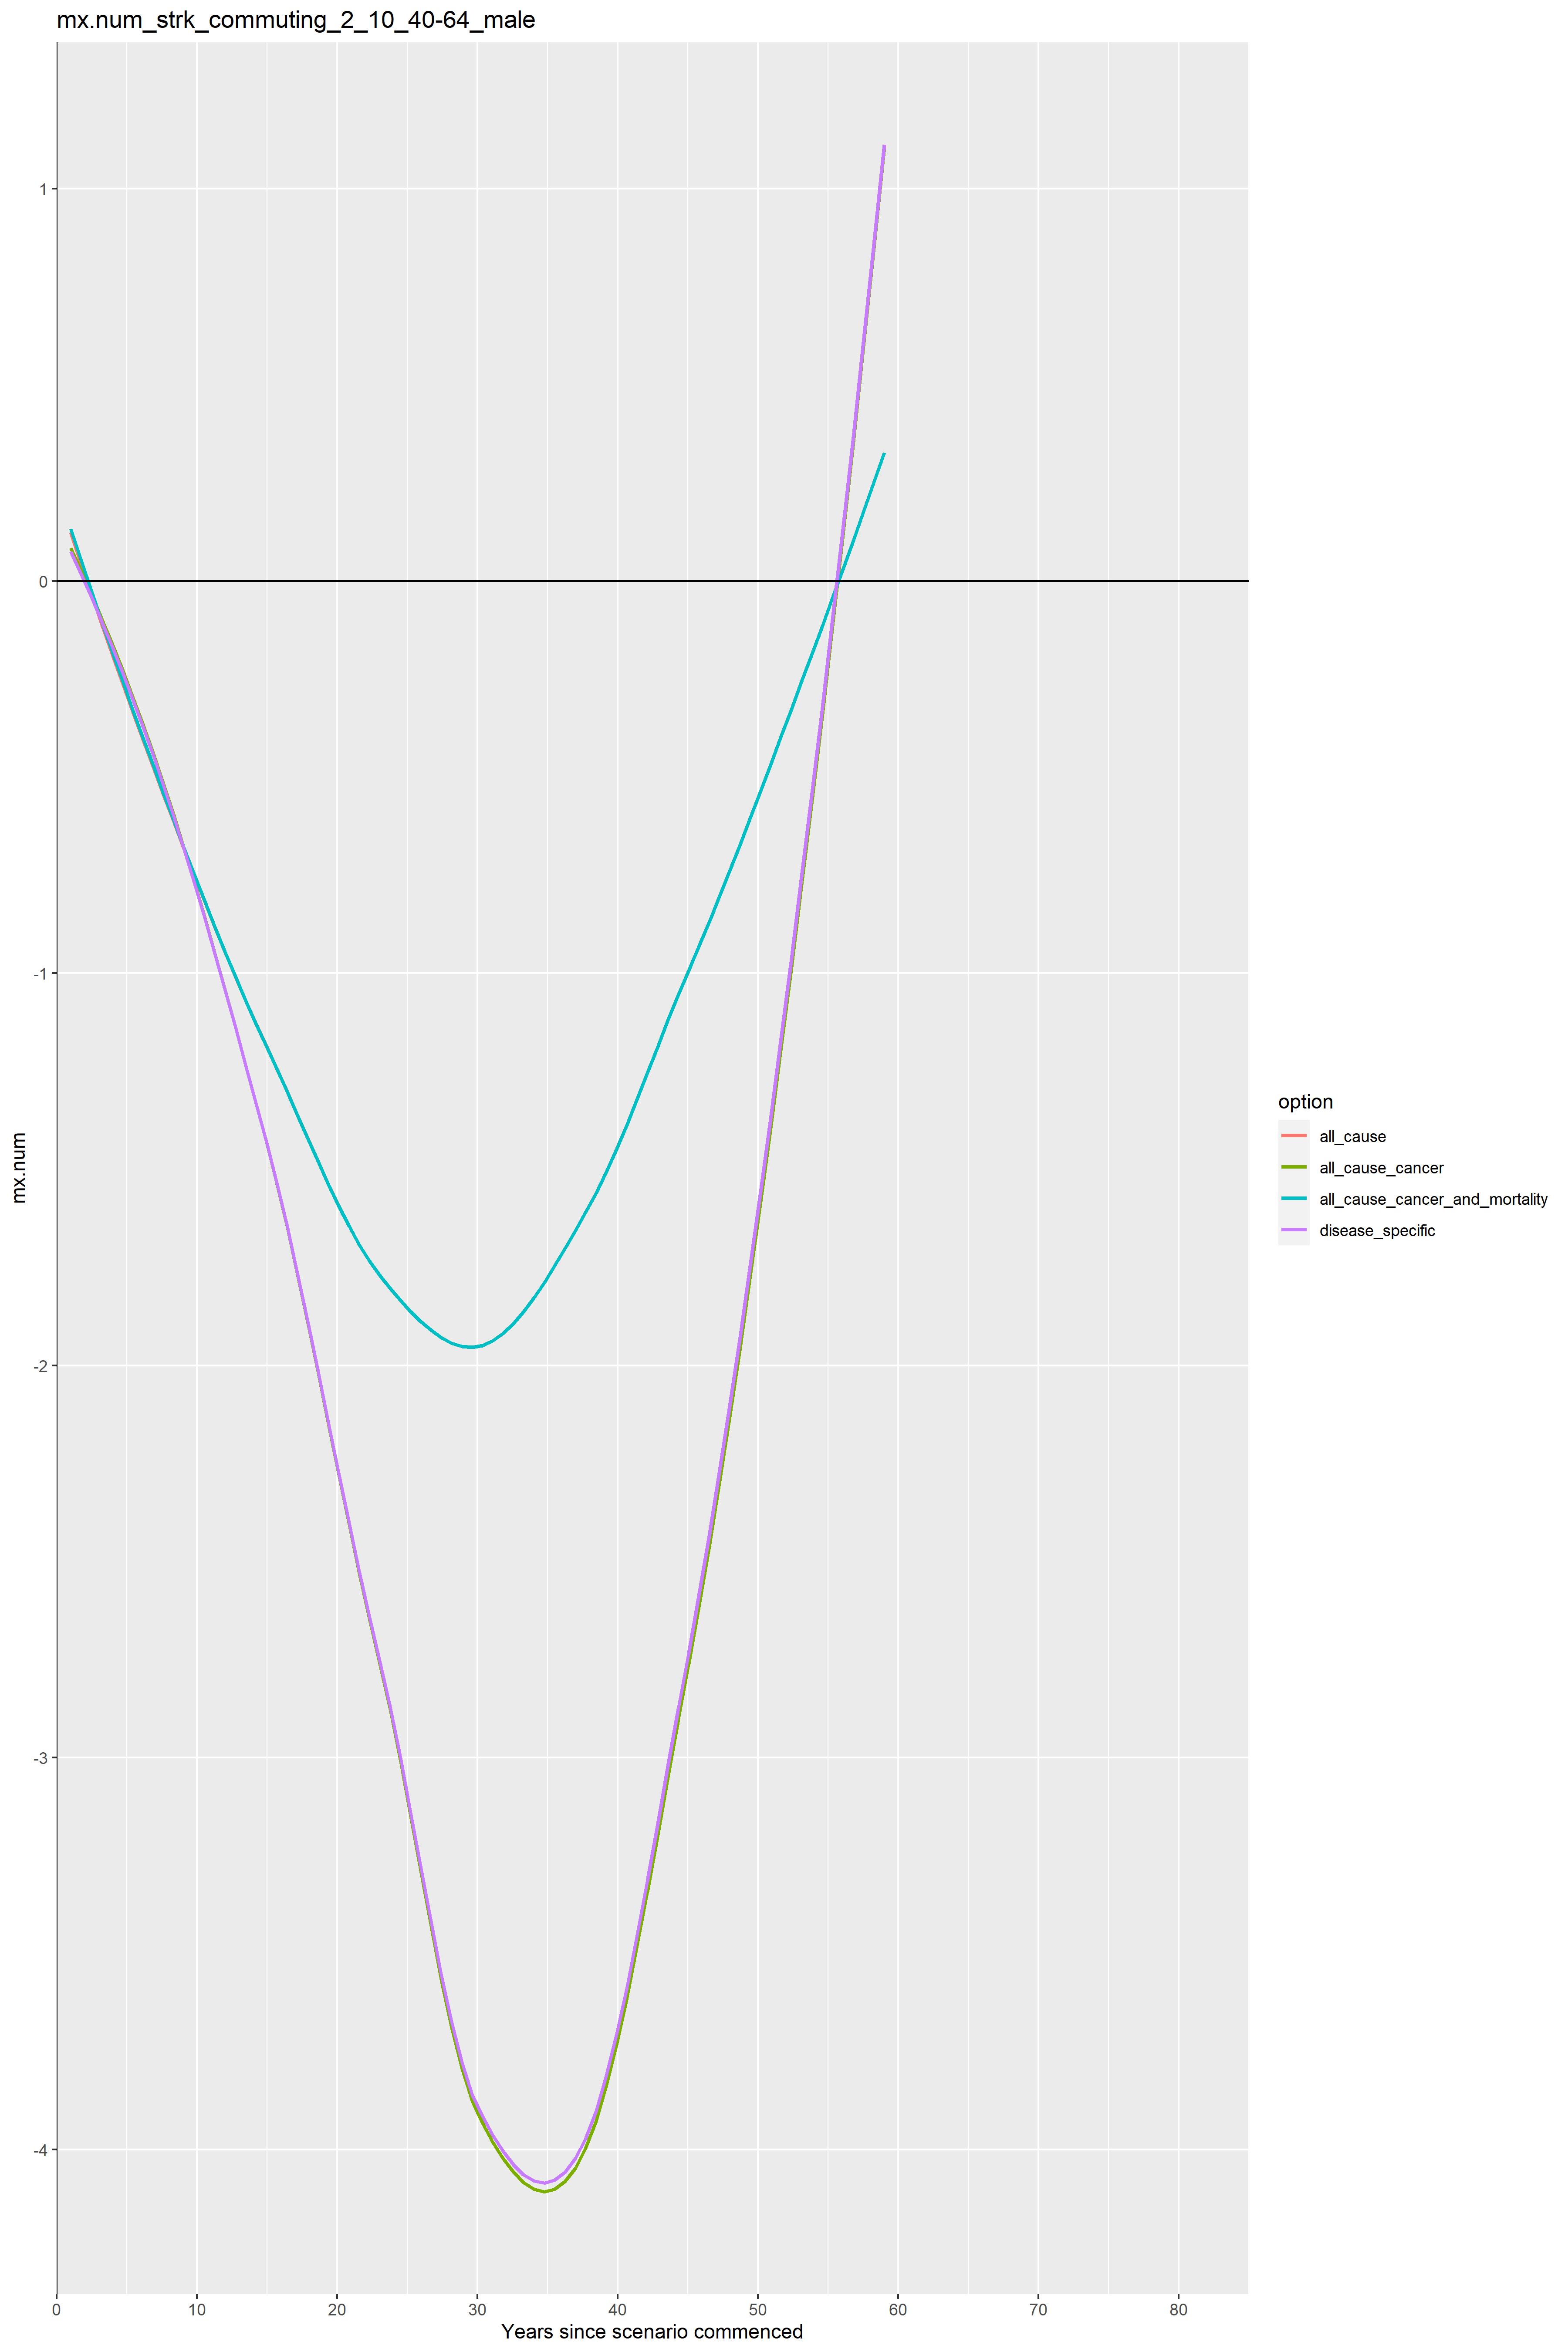 mx.num_strk_commuting_2_10_40-64_male
1
0
-1
-2
-3
-4
mx.num
0 10 20 30 40 50 60 70 80
Years since scenario commenced
option
all_cause
all_cause_cancer
all_cause_cancer_and_mortality
disease_specific